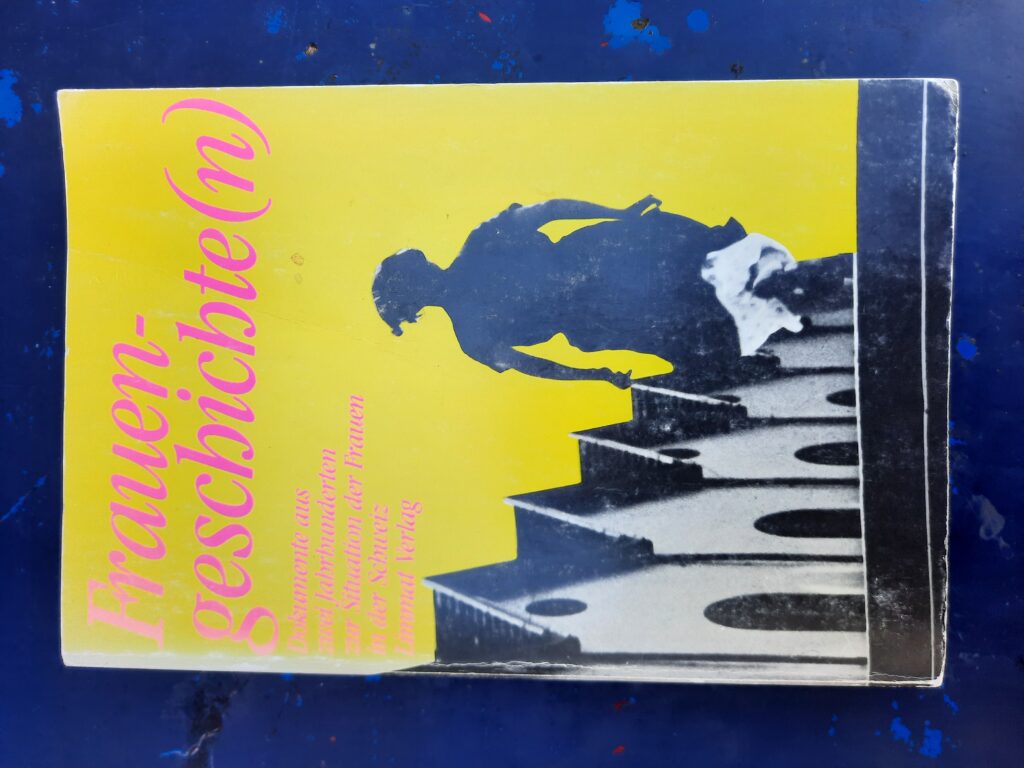 Frauen-
geschichte(n)
Dokumente aus
zwei Jahrhunderten
zur Situation der Frauen
in der Schweiz
Limmat Verlag